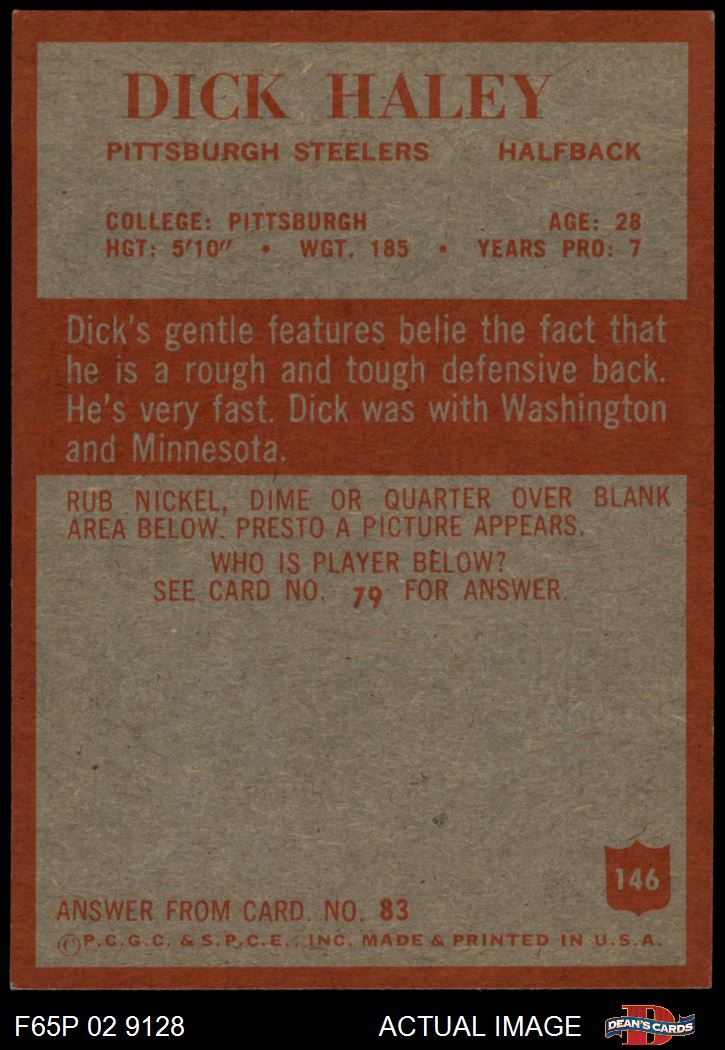 DICK HALEY
PITTSBURGH STEELERS HALFBACK
COLLEGE: PITTSBURGH AGE: 28
HGT: 5'10" • WGT. 185 • YEARS PRO: 7
Dick's gentle features belie the fact that
he is a rough and tough defensive back.
He's very fast. Dick was with Washington
and Minnesota.
RUB NICKEL, DIME OR QUARTER OVER BLANK
AREA BELOW. PRESTO A PICTURE APPEARS.
WHO IS PLAYER BELOW?
SEE CARD NO. 79 FOR ANSWER.
146
ANSWER FROM CARD. NO. 83
©P.C.G.C. & S.P.C.E., INC. MADE & PRINTED IN U.S.A.
F65P 02 9128 ACTUAL IMAGE DEAN'S CARDS